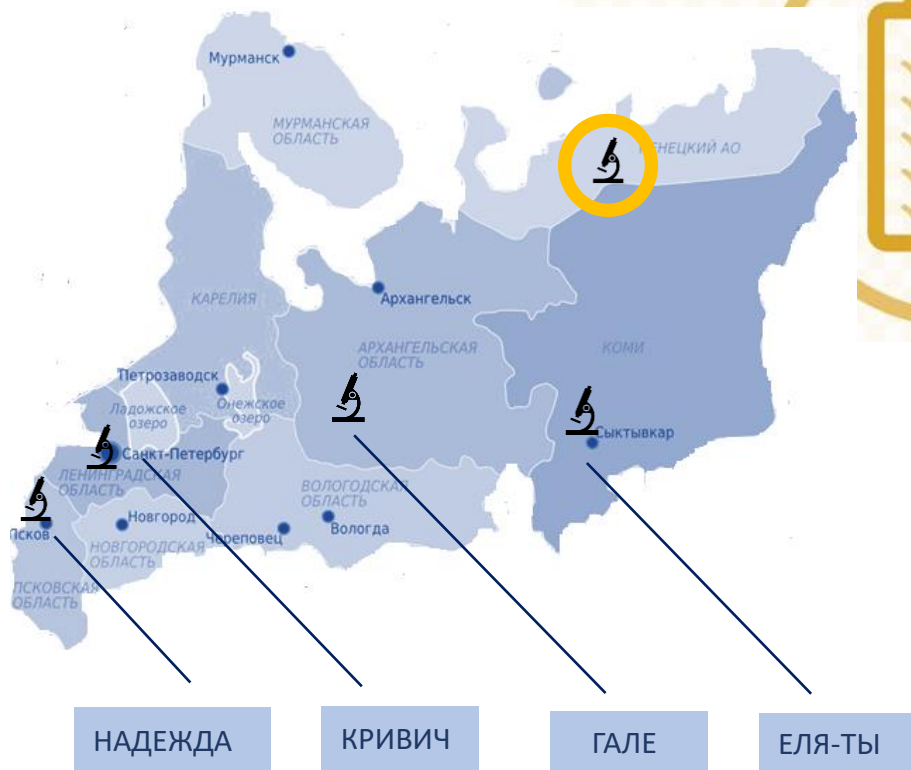 Мурманск
МУРМАНСКАЯ
ОБЛАСТЬ
НЕНЕЦКИЙ АО
КАРЕЛИЯ
Архангельск
АРХАНГЕЛЬСКАЯ
ОБЛАСТЬ
КОМИ
Петрозаводск
Ладожское
озеро
Онежское
озеро
Сыктывкар
Санкт-Петербург
ЛЕНИНГРАДСКАЯ
ОБЛАСТЬ
ВОЛОГОДСКАЯ
ОБЛАСТЬ
Псков
Новгород
Череповец
Вологда
НОВГОРОДСКАЯ
ОБЛАСТЬ
ПСКОВСКАЯ
ОБЛАСТЬ
НАДЕЖДА
КРИВИЧ
ГАЛЕ
ЕЛЯ-ТЫ